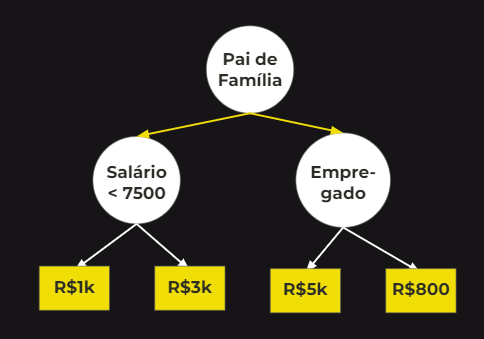 Pai de
Família
Salário
< 7500
Empre-
gado
R$1k
R$3k
R$5k
R$800